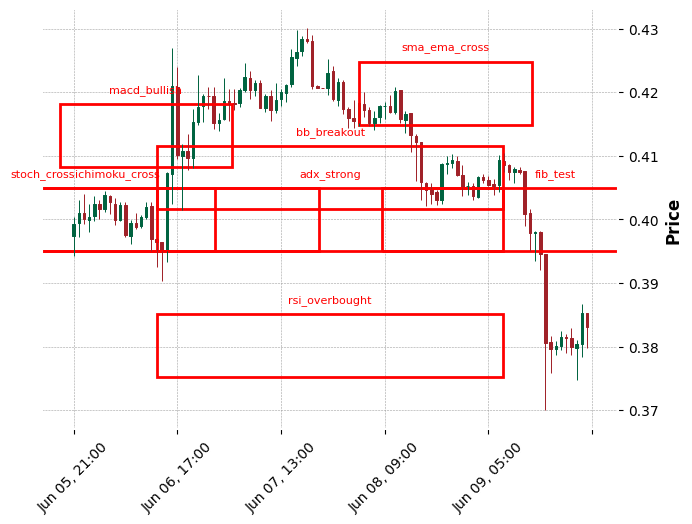 0.43
sma_ema_cross
0.42
macd_bullish
bb_breakout
0.41
stoch_crossichimoku_cross
adx_strong
fib_test
0.40
Price
0.39
rsi_overbought
0.38
0.37
Jun 05, 21:00
Jun 06, 17:00
Jun 07, 13:00
Jun 08, 09:00
Jun 09, 05:00